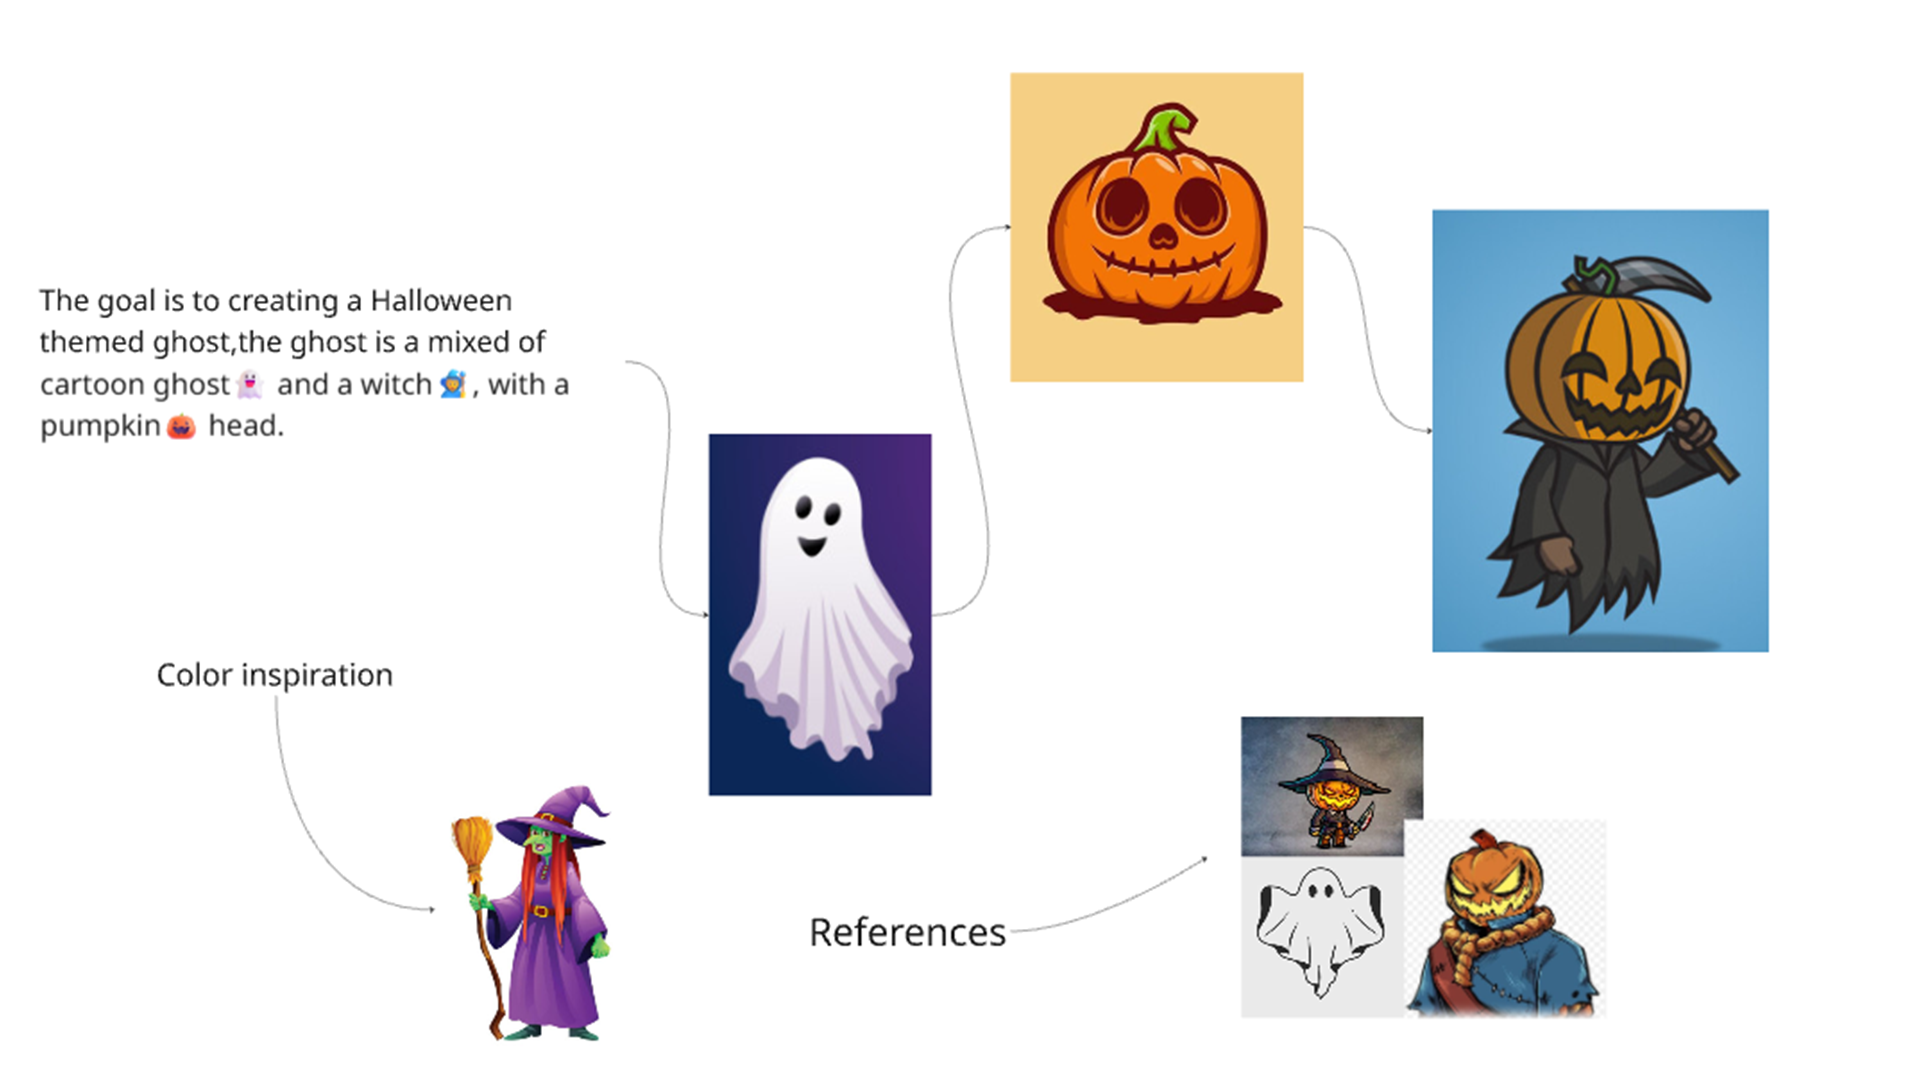 The goal is to creating a Halloween
themed ghost,the ghost is a mixed of
cartoon ghost👻 and a witch🧙‍♀️, with a
pumpkin🎃 head.
Color inspiration
References